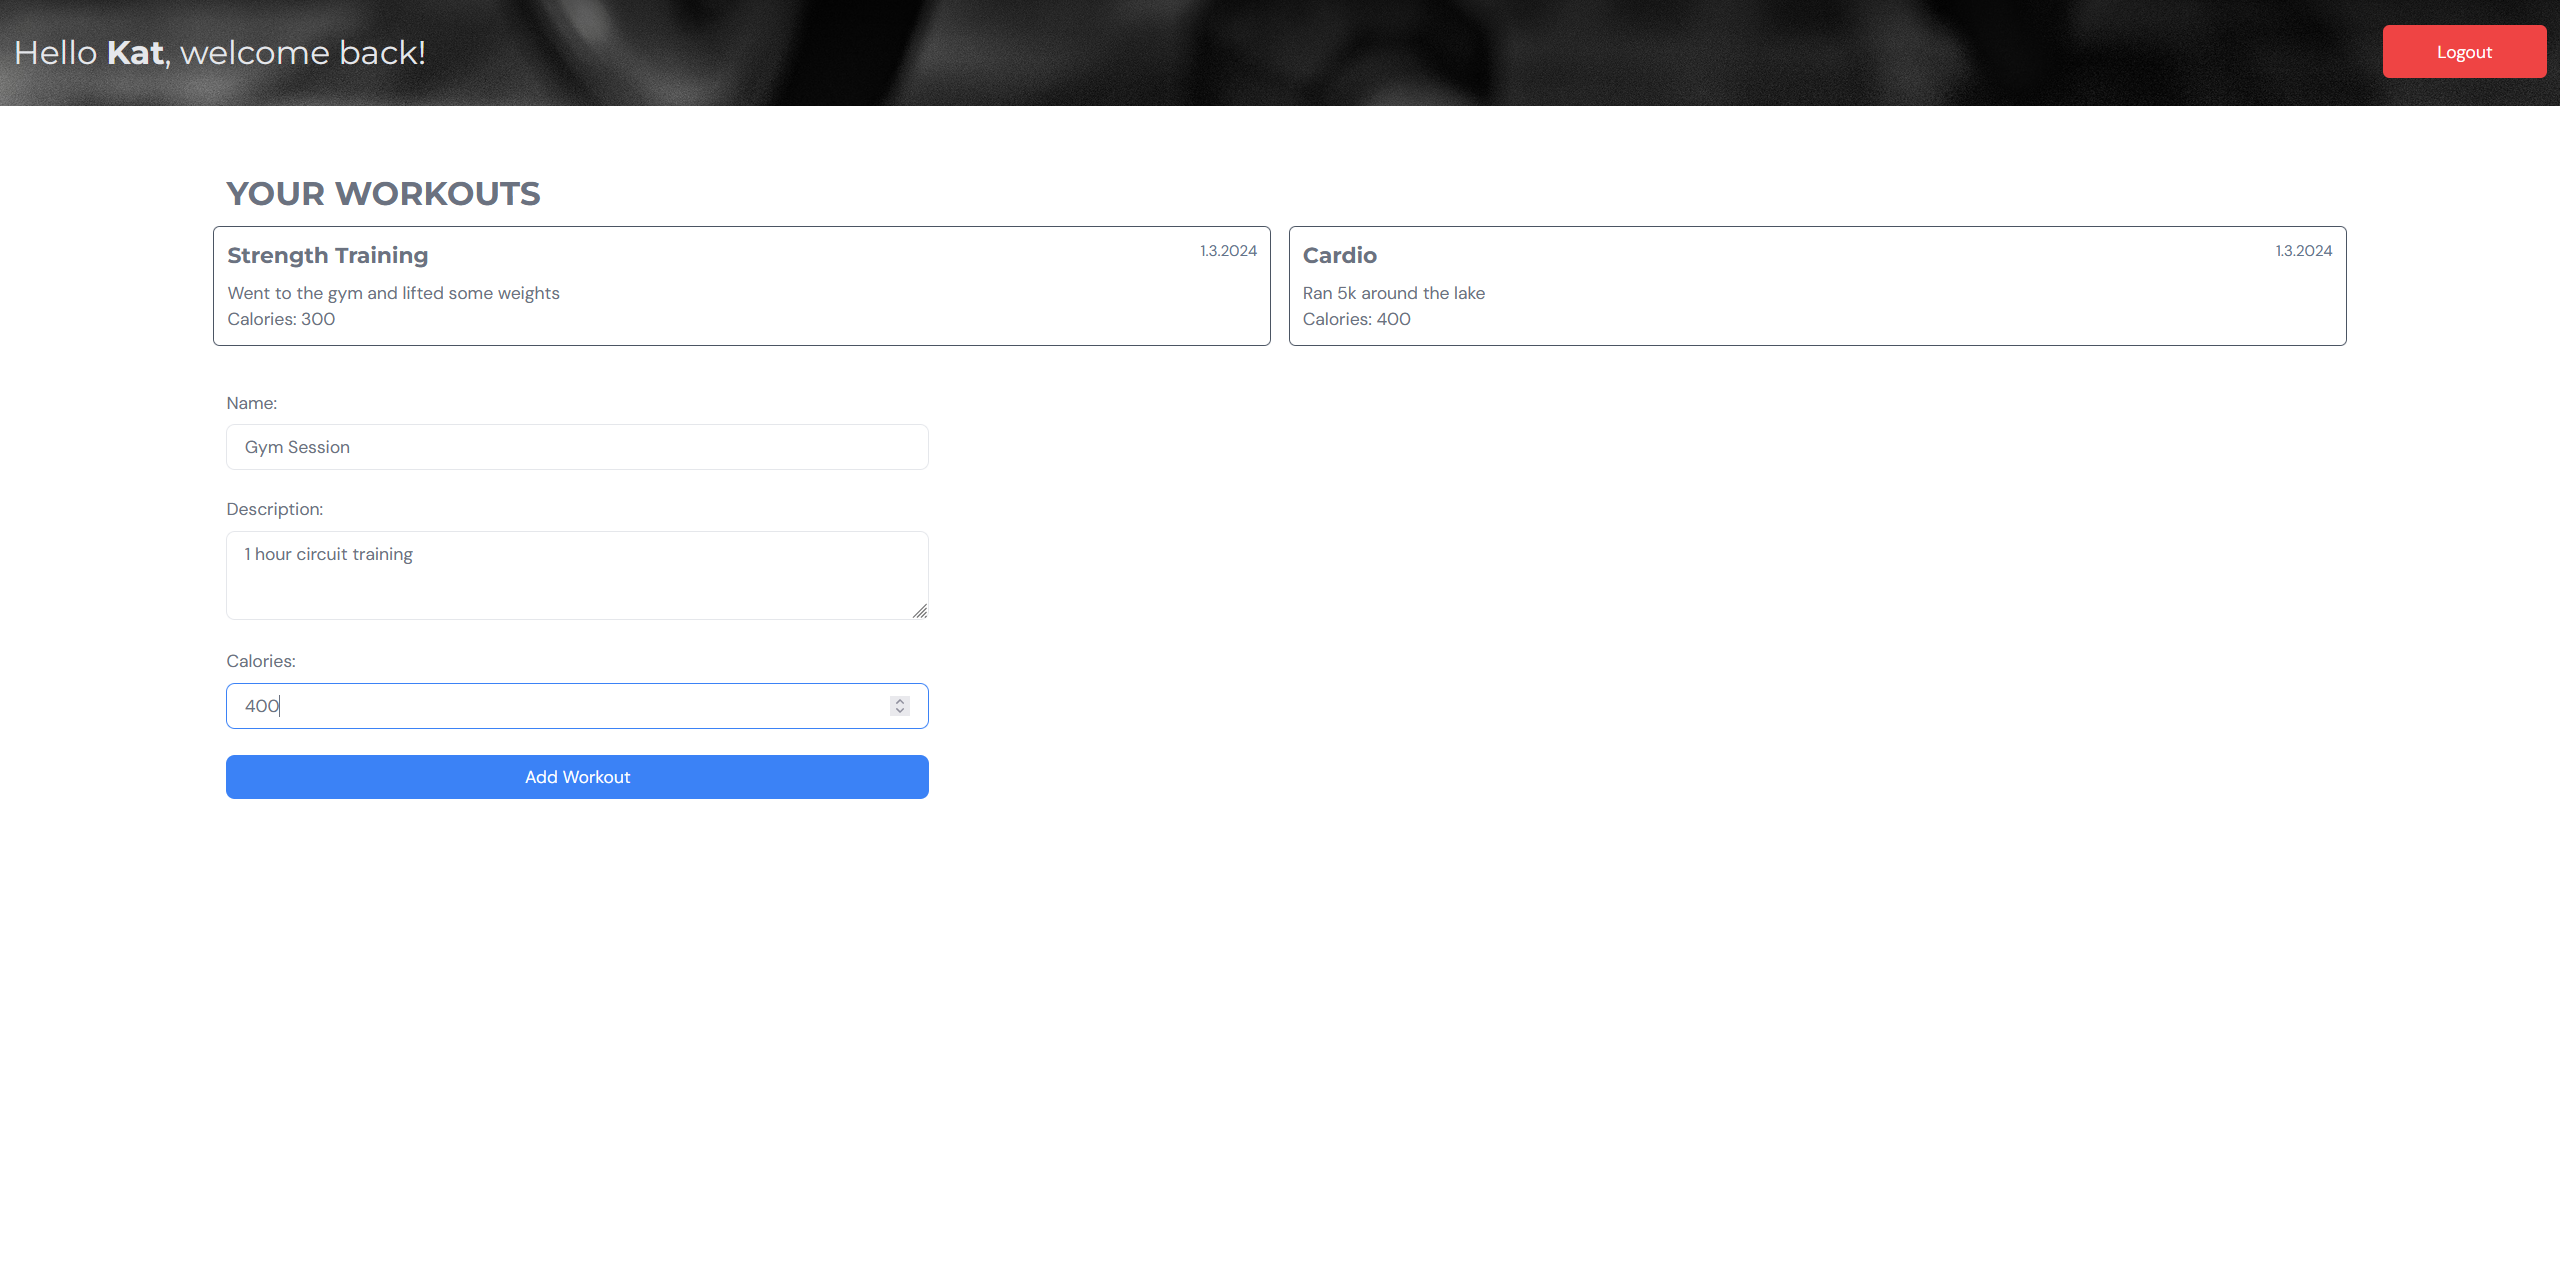 Hello Kat, welcome back!
Logout
YOUR WORKOUTS
Strength Training
1.3.2024
Went to the gym and lifted some weights
Calories: 300
Cardio
1.3.2024
Ran 5k around the lake
Calories: 400
Name:
Gym Session
Description:
1 hour circuit training
Calories:
400
Add Workout